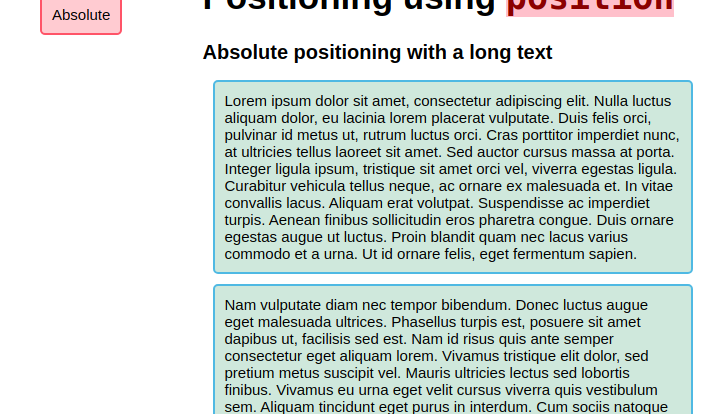 Absolute
Positioning using position
Absolute positioning with a long text
Lorem ipsum dolor sit amet, consectetur adipiscing elit. Nulla luctus
aliquam dolor, eu lacinia lorem placerat vulputate. Duis felis orci,
pulvinar id metus ut, rutrum luctus orci. Cras porttitor imperdiet nunc,
at ultricies tellus laoreet sit amet. Sed auctor cursus massa at porta.
Integer ligula ipsum, tristique sit amet orci vel, viverra egestas ligula.
Curabitur vehicula tellus neque, ac ornare ex malesuada et. In vitae
convallis lacus. Aliquam erat volutpat. Suspendisse ac imperdiet
turpis. Aenean finibus sollicitudin eros pharetra congue. Duis ornare
egestas augue ut luctus. Proin blandit quam nec lacus varius
commodo et a urna. Ut id ornare felis, eget fermentum sapien.
Nam vulputate diam nec tempor bibendum. Donec luctus augue
eget malesuada ultrices. Phasellus turpis est, posuere sit amet
dapibus ut, facilisis sed est. Nam id risus quis ante semper
consectetur eget aliquam lorem. Vivamus tristique elit dolor, sed
pretium metus suscipit vel. Mauris ultricies lectus sed lobortis
finibus. Vivamus eu urna eget velit cursus viverra quis vestibulum
sem. Aliquam tincidunt eget purus in interdum. Cum sociis natoque